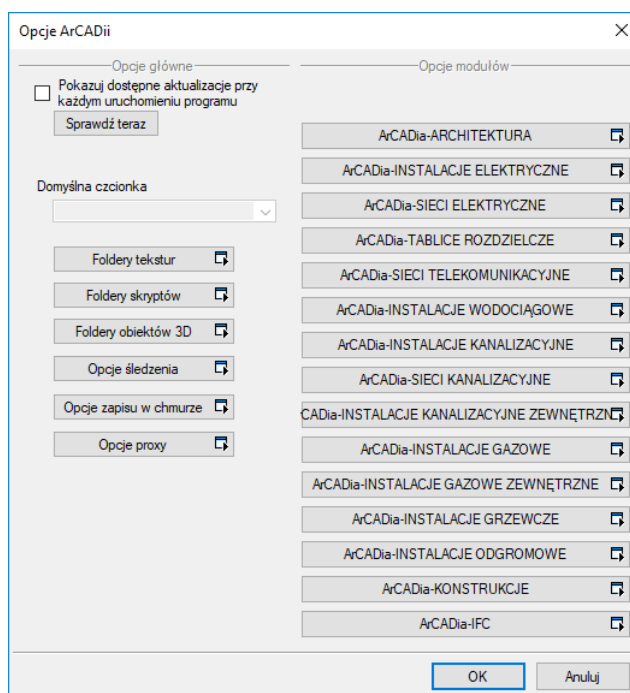 Opcje ArCADii
Opcje główne
Pokazuj dostępne aktualizacje przy
każdym uruchomieniu programu
Sprawdź teraz
Domyślna czcionka
Foldery tekstur
Foldery skryptów
Foldery obiektów 3D
Opcje śledzenia
Opcje zapisu w chmurze
Opcje proxy
Opcje modułów
ArCADia-ARCHITEKTURA
ArCADia-INSTALACJE ELEKTRYCZNE
ArCADia-SIECI ELEKTRYCZNE
ArCADia-TABLICE ROZDZIELCZE
ArCADia-SIECI TELEKOMUNIKACYJNE
ArCADia-INSTALACJE WODOCIĄGOWE
ArCADia-INSTALACJE KANALIZACYJNE
ArCADia-SIECI KANALIZACYJNE
CADia-INSTALACJE KANALIZACYJNE ZEWNĘTRZN
ArCADia-INSTALACJE GAZOWE
ArCADia-INSTALACJE GAZOWE ZEWNĘTRZNE
ArCADia-INSTALACJE GRZEWCZE
ArCADia-INSTALACJE ODGROMOWE
ArCADia-KONSTRUKCJE
ArCADia-IFC
OK
Anuluj